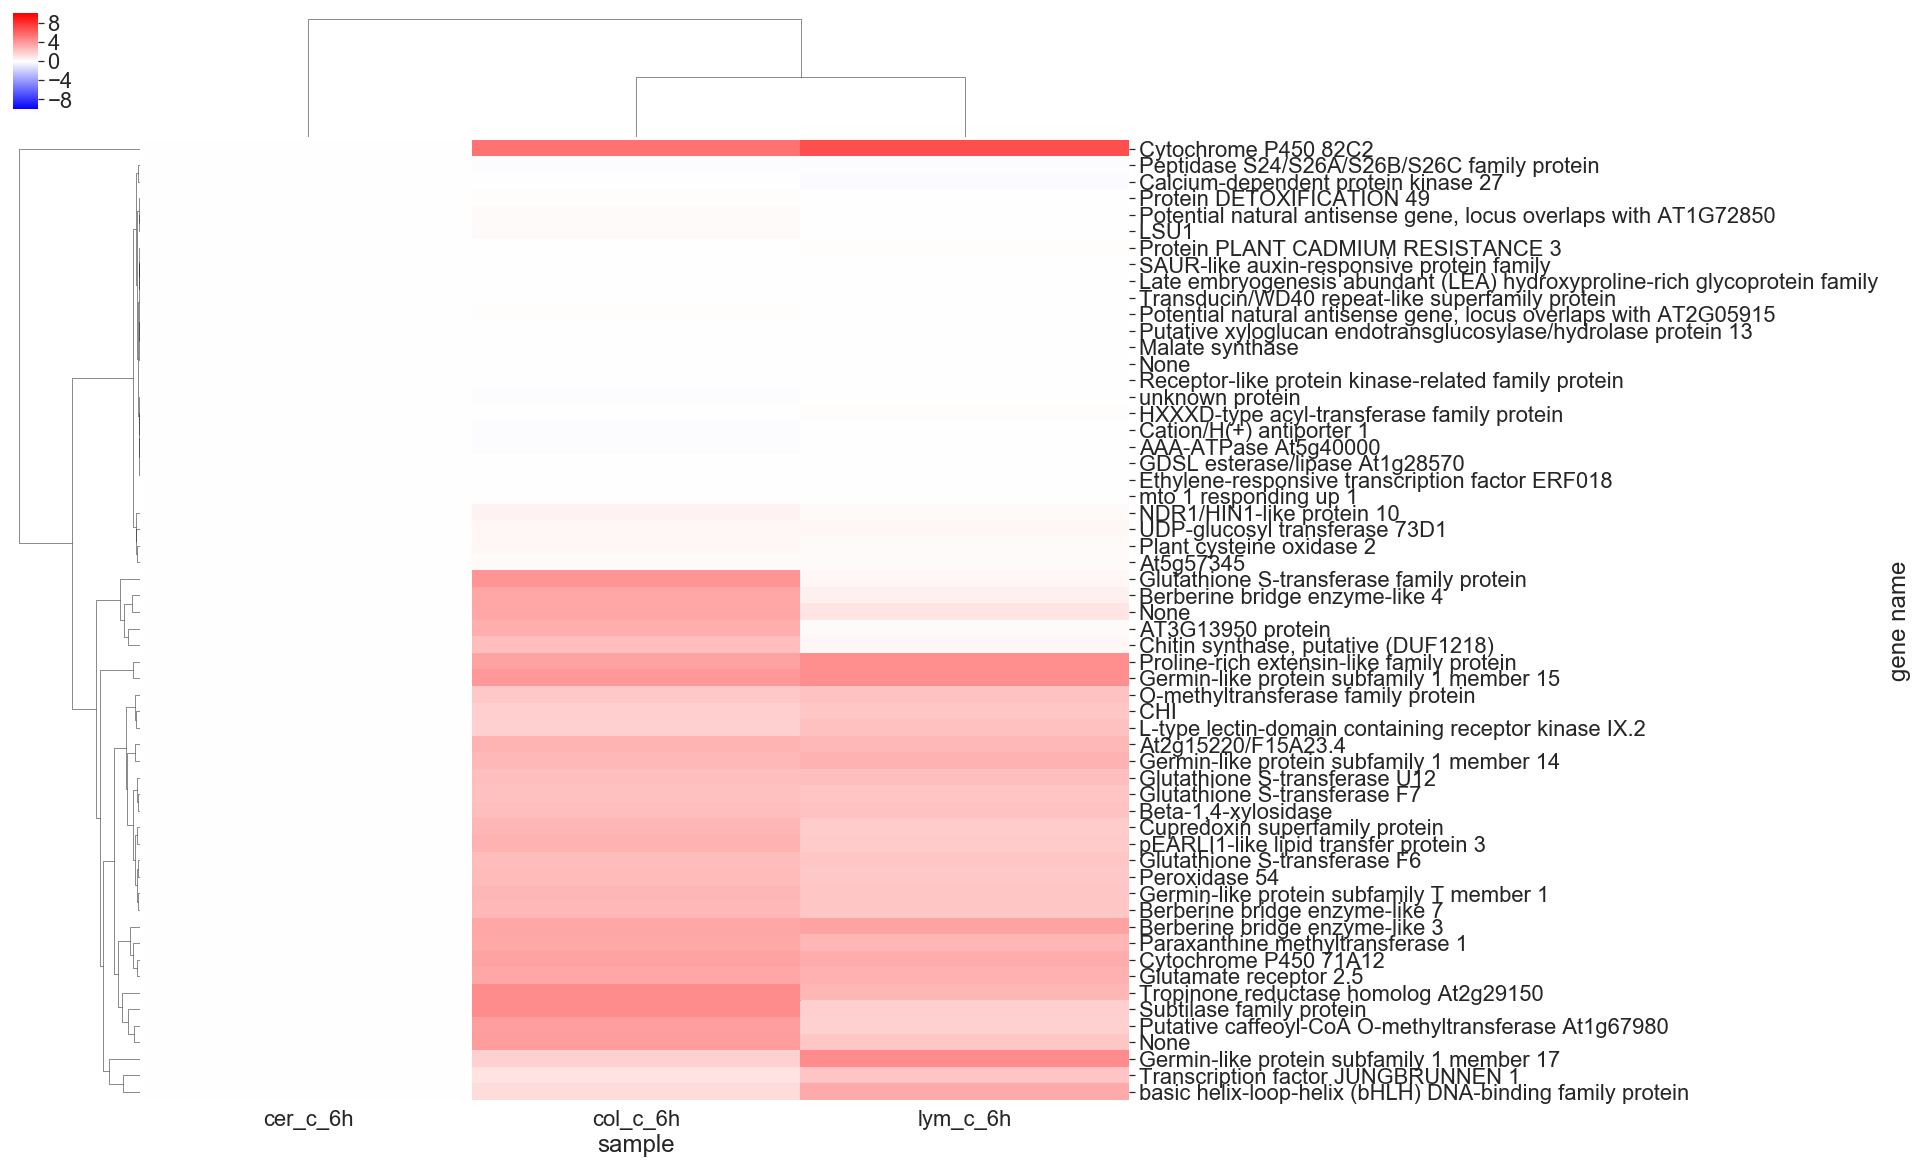 8
4
0
−4
−8
Cytochrome P450 82C2
Peptidase S24/S26A/S26B/S26C family protein
Calcium-dependent protein kinase 27
Protein DETOXIFICATION 49
Potential natural antisense gene, locus overlaps with AT1G72850
LSU1
Protein PLANT CADMIUM RESISTANCE 3
SAUR-like auxin-responsive protein family
Late embryogenesis abundant (LEA) hydroxyproline-rich glycoprotein family
Transducin/WD40 repeat-like superfamily protein
Potential natural antisense gene, locus overlaps with AT2G05915
Putative xyloglucan endotransglucosylase/hydrolase protein 13
Malate synthase
None
Receptor-like protein kinase-related family protein
unknown protein
HXXXD-type acyl-transferase family protein
Cation/H(+) antiporter 1
AAA-ATPase At5g40000
GDSL esterase/lipase At1g28570
Ethylene-responsive transcription factor ERF018
mto 1 responding up 1
NDR1/HIN1-like protein 10
UDP-glucosyl transferase 73D1
Plant cysteine oxidase 2
At5g57345
Glutathione S-transferase family protein
Berberine bridge enzyme-like 4
None
AT3G13950 protein
Chitin synthase, putative (DUF1218)
Proline-rich extensin-like family protein
Germin-like protein subfamily 1 member 15
O-methyltransferase family protein
CHI
L-type lectin-domain containing receptor kinase IX.2
At2g15220/F15A23.4
Germin-like protein subfamily 1 member 14
Glutathione S-transferase U12
Glutathione S-transferase F7
Beta-1,4-xylosidase
Cupredoxin superfamily protein
pEARLI1-like lipid transfer protein 3
Glutathione S-transferase F6
Peroxidase 54
Germin-like protein subfamily T member 1
Berberine bridge enzyme-like 7
Berberine bridge enzyme-like 3
Paraxanthine methyltransferase 1
Cytochrome P450 71A12
Glutamate receptor 2.5
Tropinone reductase homolog At2g29150
Subtilase family protein
Putative caffeoyl-CoA O-methyltransferase At1g67980
None
Germin-like protein subfamily 1 member 17
Transcription factor JUNGBRUNNEN 1
basic helix-loop-helix (bHLH) DNA-binding family protein
gene name
cer_c_6h
col_c_6h
lym_c_6h
sample